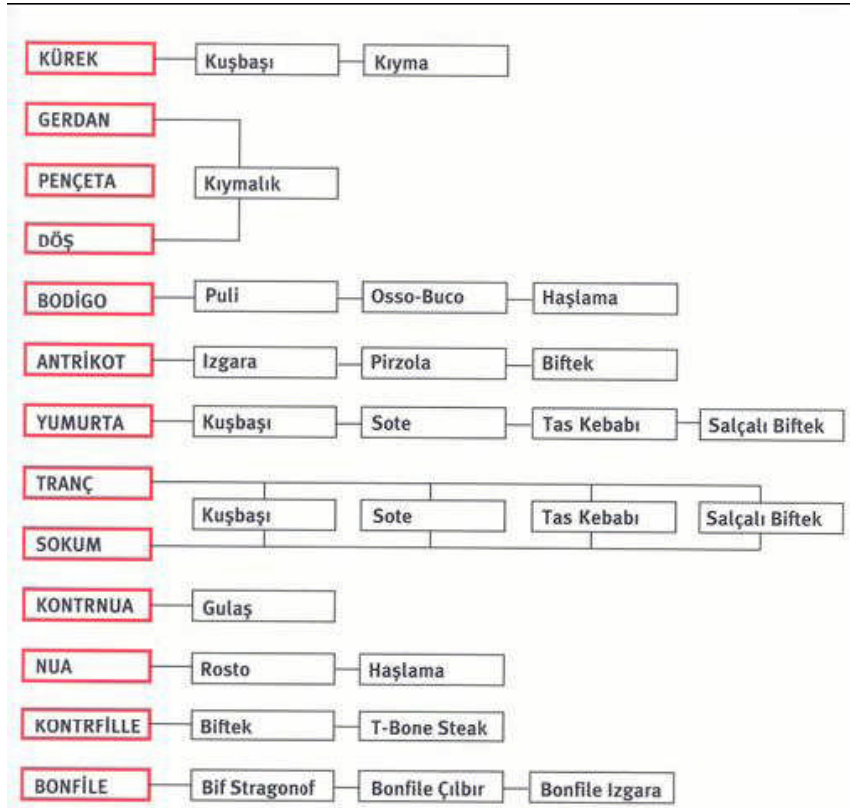 KÜREK Kuşbaşı Kıyma
GERDAN
PENÇETA Kıymalık
DÖŞ
BODİGO Puli Osso-Buco Haşlama
ANTRİKOT Izgara Pirzola Biftek
YUMURTA Kuşbaşı Sote Tas Kebabı Salçalı Biftek
TRANÇ
Kuşbaşı Sote Tas Kebabı Salçalı Biftek
SOKUM
KONTRNUA Gulaş
NUA Rosto Haşlama
KONTRFİLLE Biftek T-Bone Steak
BONFİLE Bif Stragonof Bonfile Çılbır Bonfile Izgara